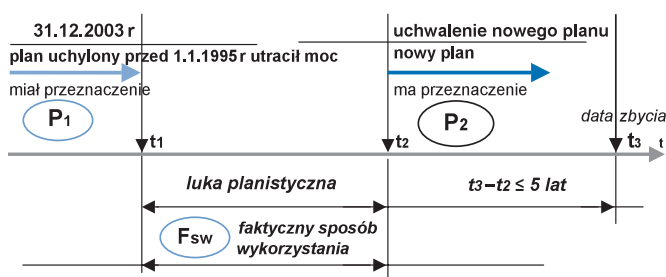 31.12.2003 r
plan uchylony przed 1.1.1995 r utracił moc
miał przeznaczenie
P1
t1
uchwalenie nowego planu
nowy plan
ma przeznaczenie
P2
t2
data zbycia
t3
t
luka planistyczna
t3–t2 ≤ 5 lat
Fsw
faktyczny sposób
wykorzystania